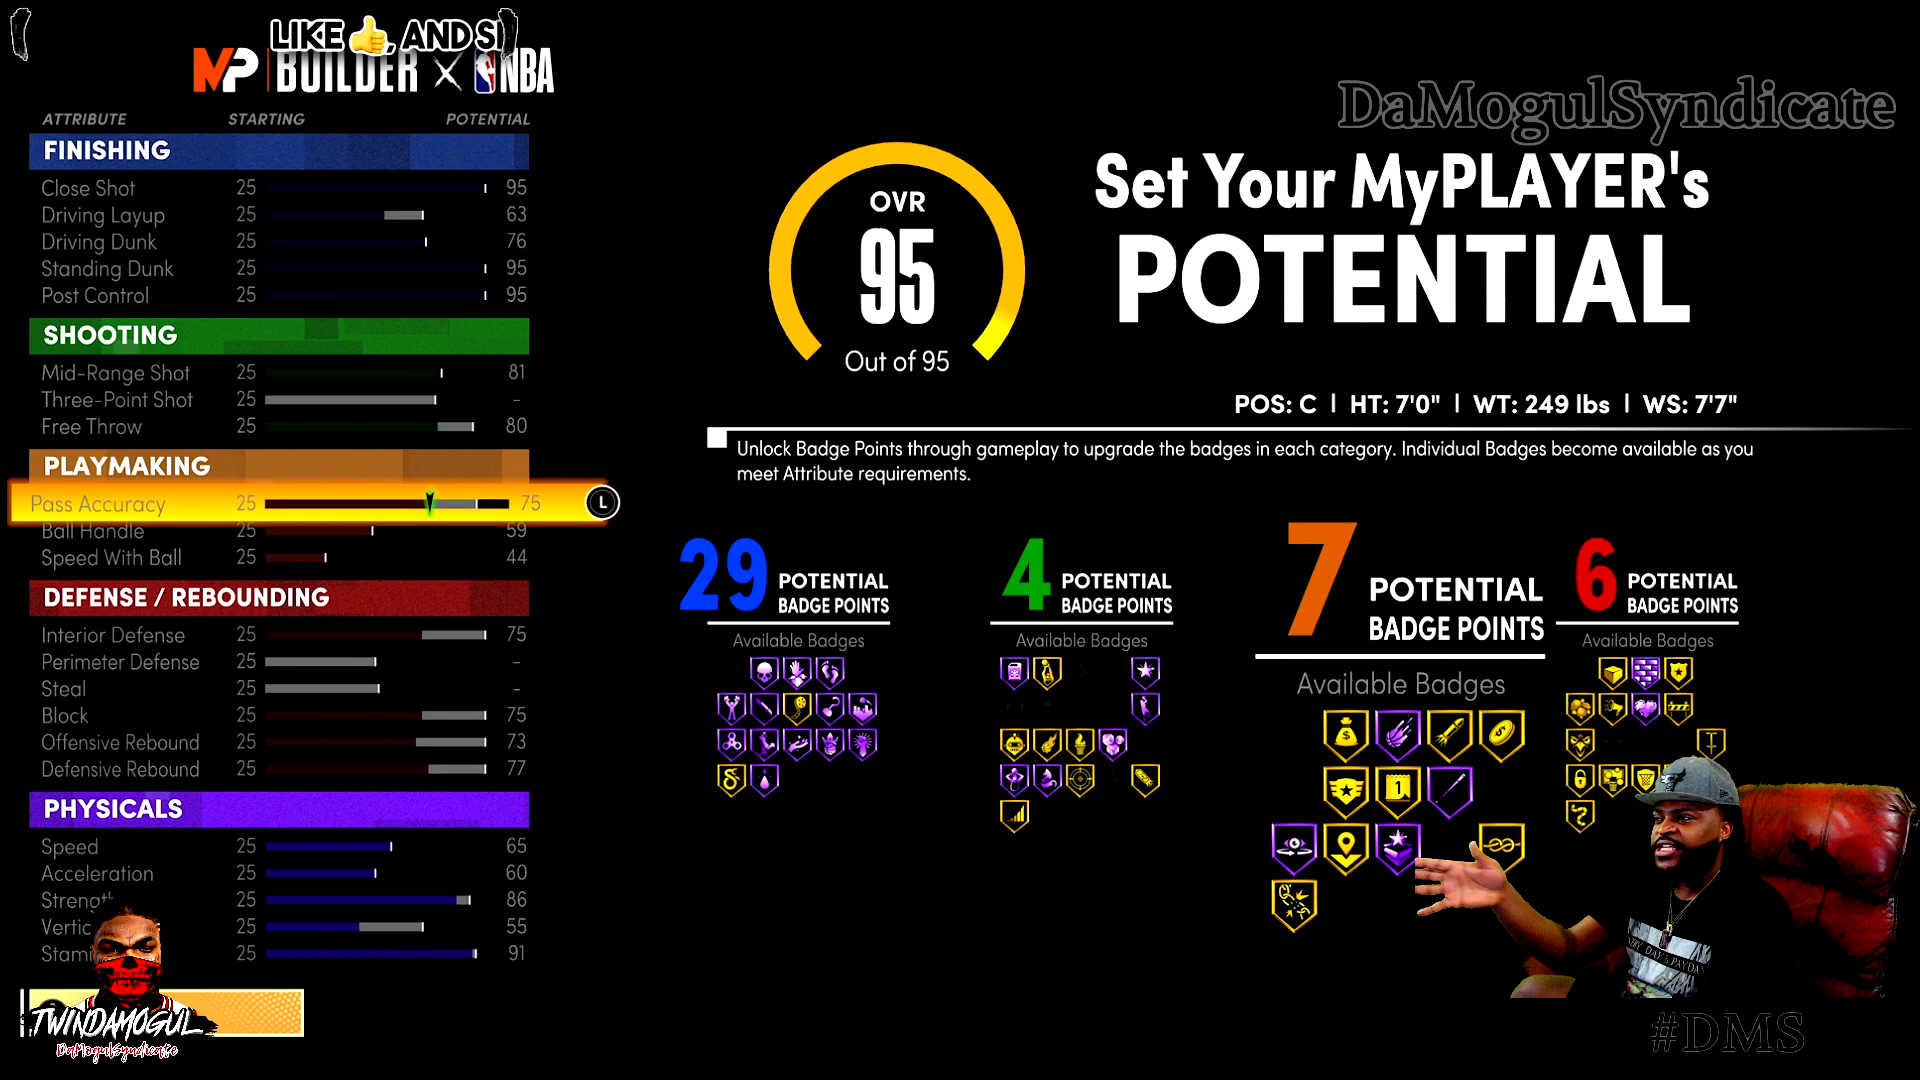 LIKE 👍 AND S
MP BUILDER X NBA
DaMogulSyndicate
ATTRIBUTE STARTING POTENTIAL
FINISHING
Close Shot 25 95
Driving Layup 25 63
Driving Dunk 25 76
Standing Dunk 25 95
Post Control 25 95
SHOOTING
Mid-Range Shot 25 81
Three-Point Shot 25 -
Free Throw 25 80
PLAYMAKING
Pass Accuracy 25 75 L
Ball Handle 25 59
Speed With Ball 25 44
DEFENSE / REBOUNDING
Interior Defense 25 75
Perimeter Defense 25 -
Steal 25 -
Block 25 75
Offensive Rebound 25 73
Defensive Rebound 25 77
PHYSICALS
Speed 25 65
Acceleration 25 60
Strength 25 86
Vertic 25 55
Stami 25 91
TWINDAMOGUL
DaMogulSyndicate
OVR
95
Out of 95
Set Your MyPLAYER's
POTENTIAL
POS: C | HT: 7'0" | WT: 249 lbs | WS: 7'7"
Unlock Badge Points through gameplay to upgrade the badges in each category. Individual Badges become available as you
meet Attribute requirements.
29 POTENTIAL
BADGE POINTS
Available Badges
4 POTENTIAL
BADGE POINTS
Available Badges
7 POTENTIAL
BADGE POINTS
Available Badges
6 POTENTIAL
BADGE POINTS
Available Badges
#DMS